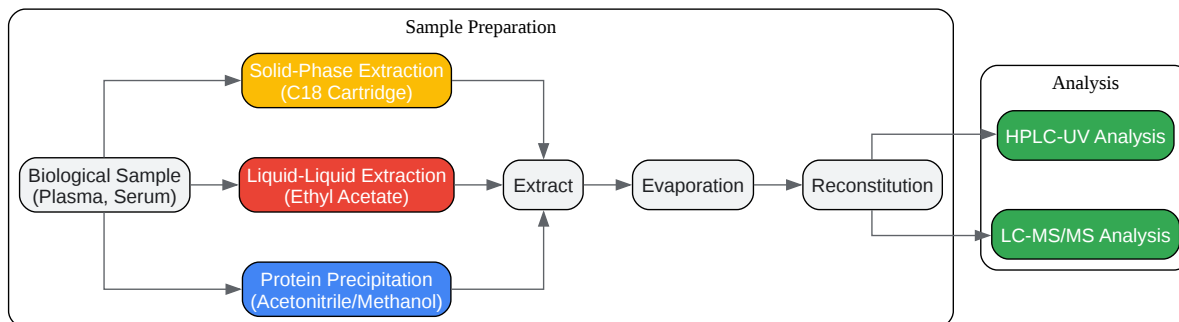 Sample Preparation
Solid-Phase Extraction
(C18 Cartridge)
Biological Sample
(Plasma, Serum)
Liquid-Liquid Extraction
(Ethyl Acetate)
Protein Precipitation
(Acetonitrile/Methanol)
Extract
Evaporation
Reconstitution
Analysis
HPLC-UV Analysis
LC-MS/MS Analysis